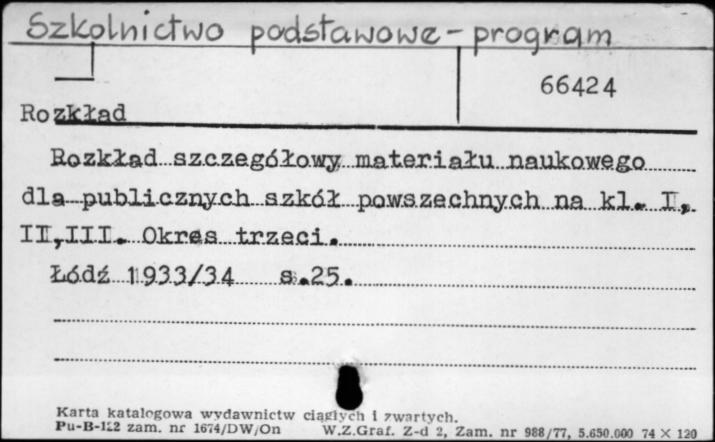 Szkolnictwo podstawowe - program
66424
Rozkład
Rozkład szczegółowy materiału naukowego
dla publicznych szkół powszechnych na kl. I,
II,III. Okres trzeci.
Łódź 1933/34 s.25.
Karta katalogowa wydawnictw ciągłych i zwartych.
Pu-B-122 zam. nr 1674/DW/On W.Z.Graf. Z-d 2, Zam. nr 988/77, 5.650.000 74 X 120